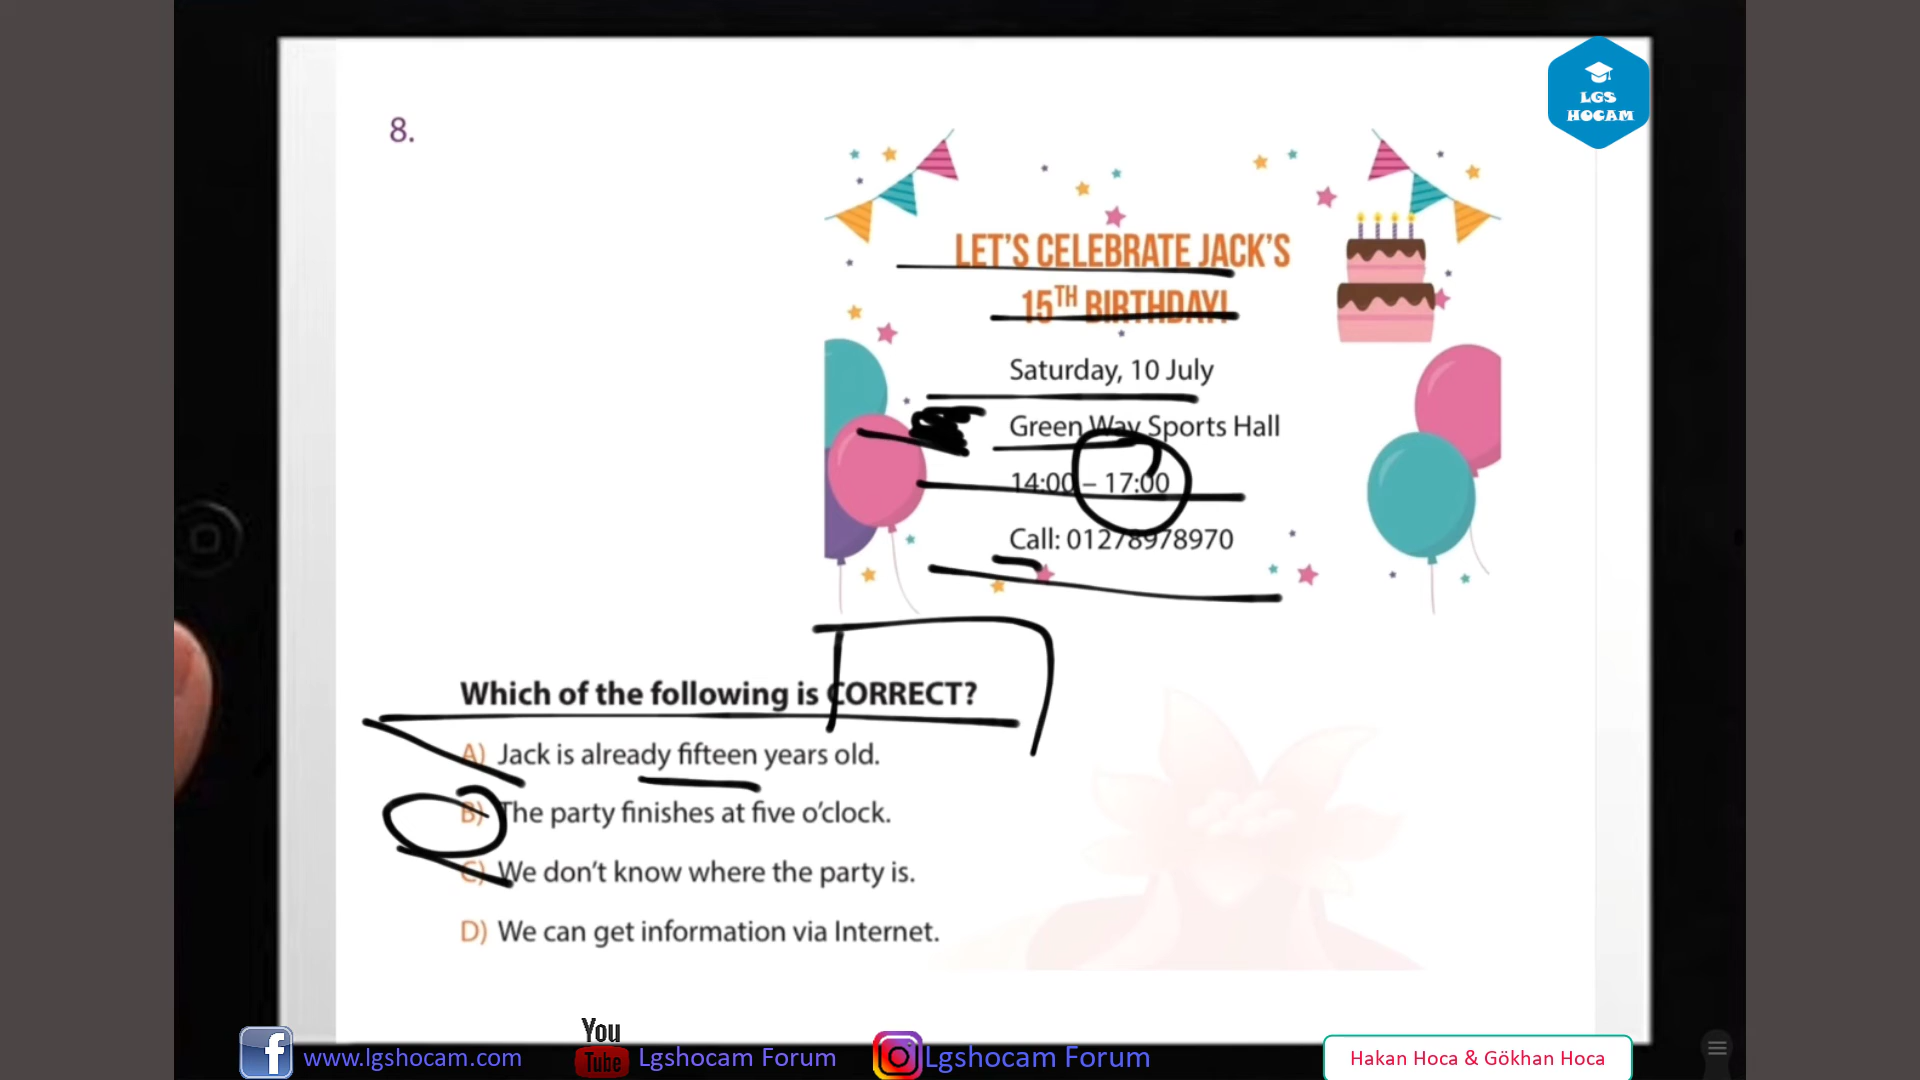 LGS
HOCAM
8.
LET'S CELEBRATE JACK'S
15TH BIRTHDAY!
Saturday, 10 July
Green Way Sports Hall
14:00 – 17:00
Call: 01278978970
Which of the following is CORRECT?
A) Jack is already fifteen years old.
B) The party finishes at five o'clock.
C) We don't know where the party is.
D) We can get information via Internet.
www.lgshocam.com
You
Tube
Lgshocam Forum
Lgshocam Forum
Hakan Hoca & Gökhan Hoca